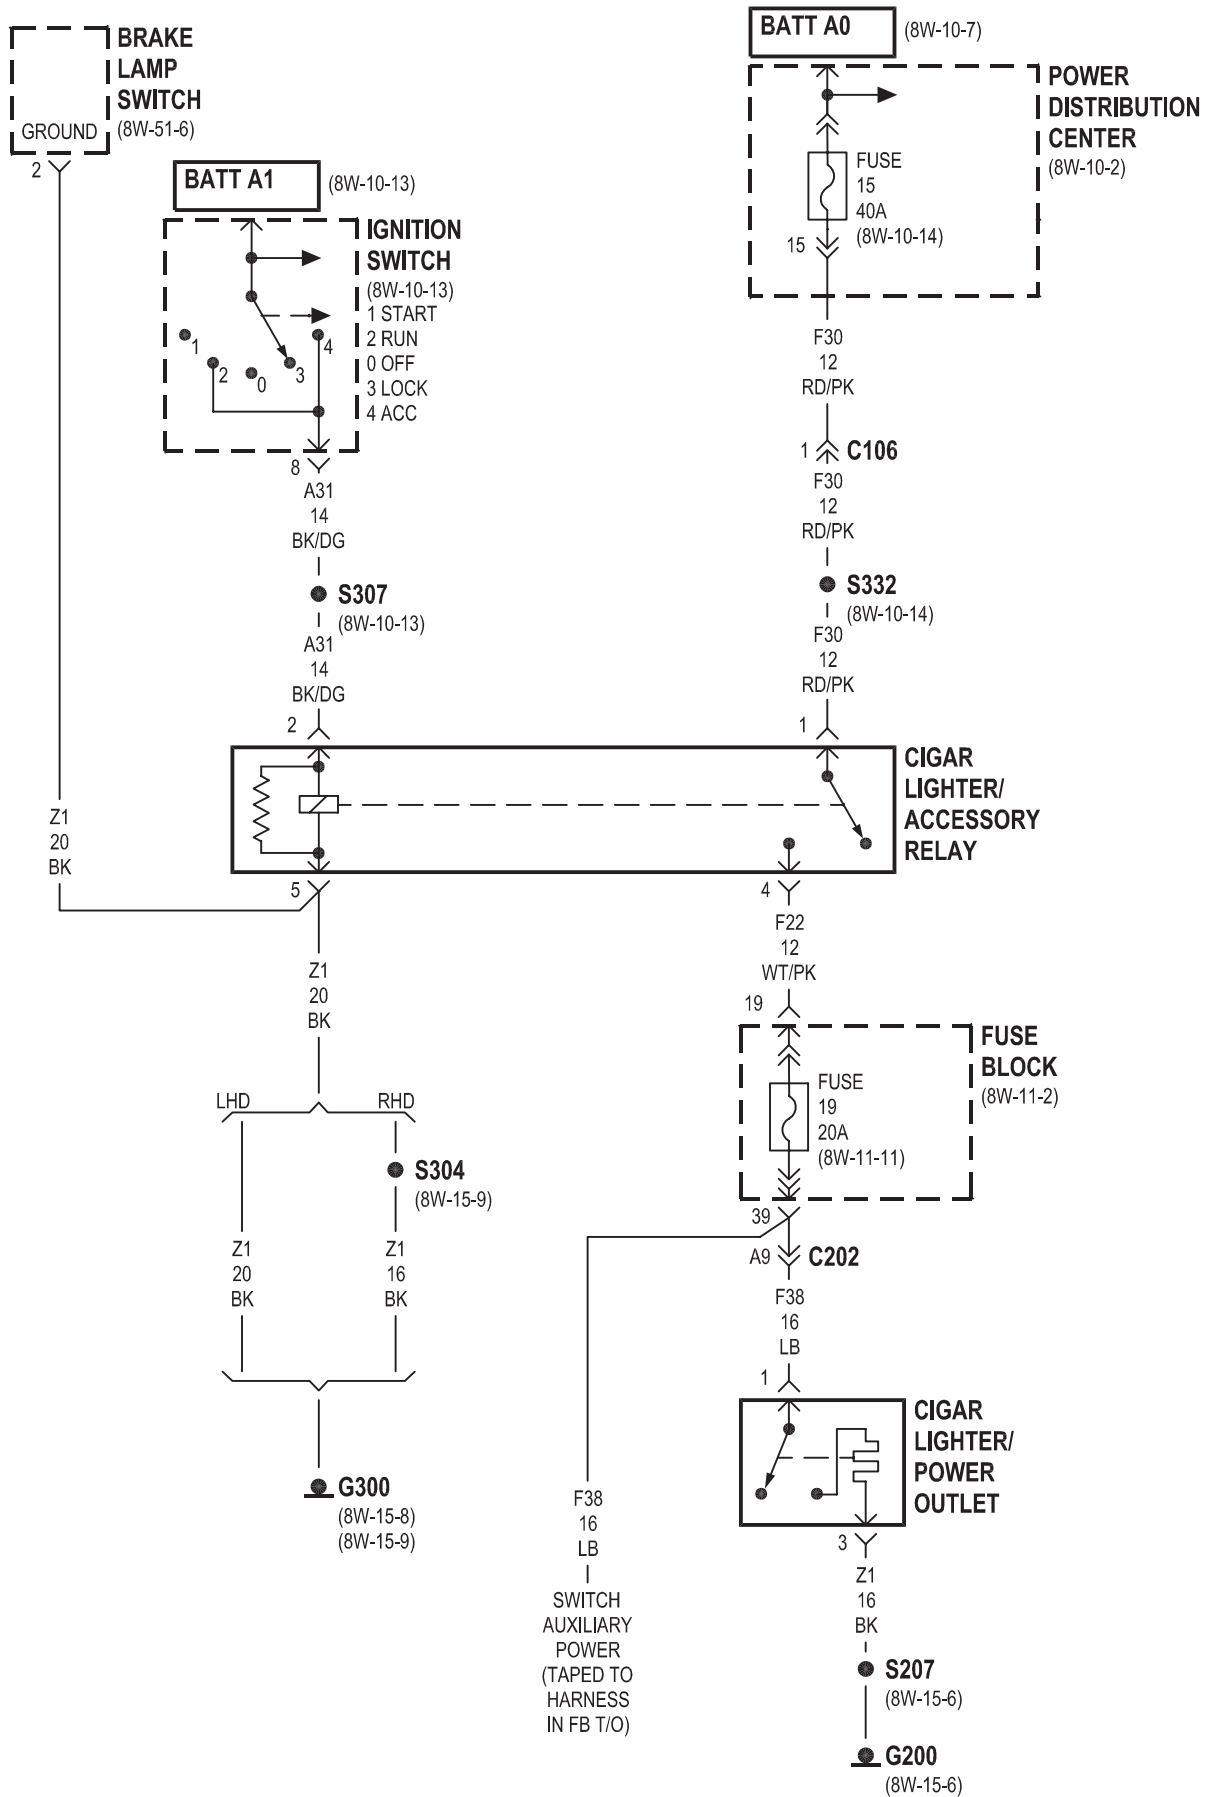 BRAKE
LAMP
SWITCH
(8W-51-6)
GROUND
2
BATT A0
(8W-10-7)
POWER
DISTRIBUTION
CENTER
(8W-10-2)
FUSE
15
40A
(8W-10-14)
15
BATT A1
(8W-10-13)
IGNITION
SWITCH
(8W-10-13)
1 START
2 RUN
0 OFF
3 LOCK
4 ACC
1
2
0
3
4
8
A31
14
BK/DG
S307
(8W-10-13)
A31
14
BK/DG
2
F30
12
RD/PK
1
C106
F30
12
RD/PK
S332
(8W-10-14)
F30
12
RD/PK
1
CIGAR
LIGHTER/
ACCESSORY
RELAY
Z1
20
BK
5
4
Z1
20
BK
F22
12
WT/PK
19
FUSE
BLOCK
(8W-11-2)
FUSE
19
20A
(8W-11-11)
LHD
RHD
S304
(8W-15-9)
Z1
20
BK
Z1
16
BK
G300
(8W-15-8)
(8W-15-9)
39
A9
C202
F38
16
LB
1
CIGAR
LIGHTER/
POWER
OUTLET
3
F38
16
LB
SWITCH
AUXILIARY
POWER
(TAPED TO
HARNESS
IN FB T/O)
Z1
16
BK
S207
(8W-15-6)
G200
(8W-15-6)